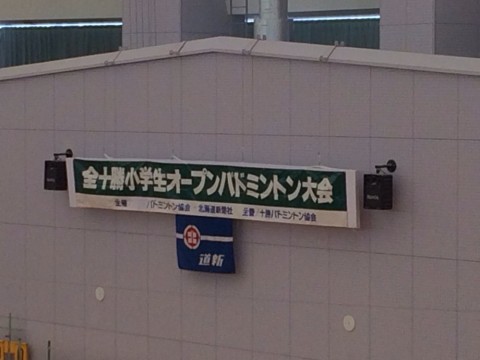 全十勝小学生オープンバドミントン大会
主催 バドミントン協会・北海道新聞社 主管 十勝バドミントン協会
道新